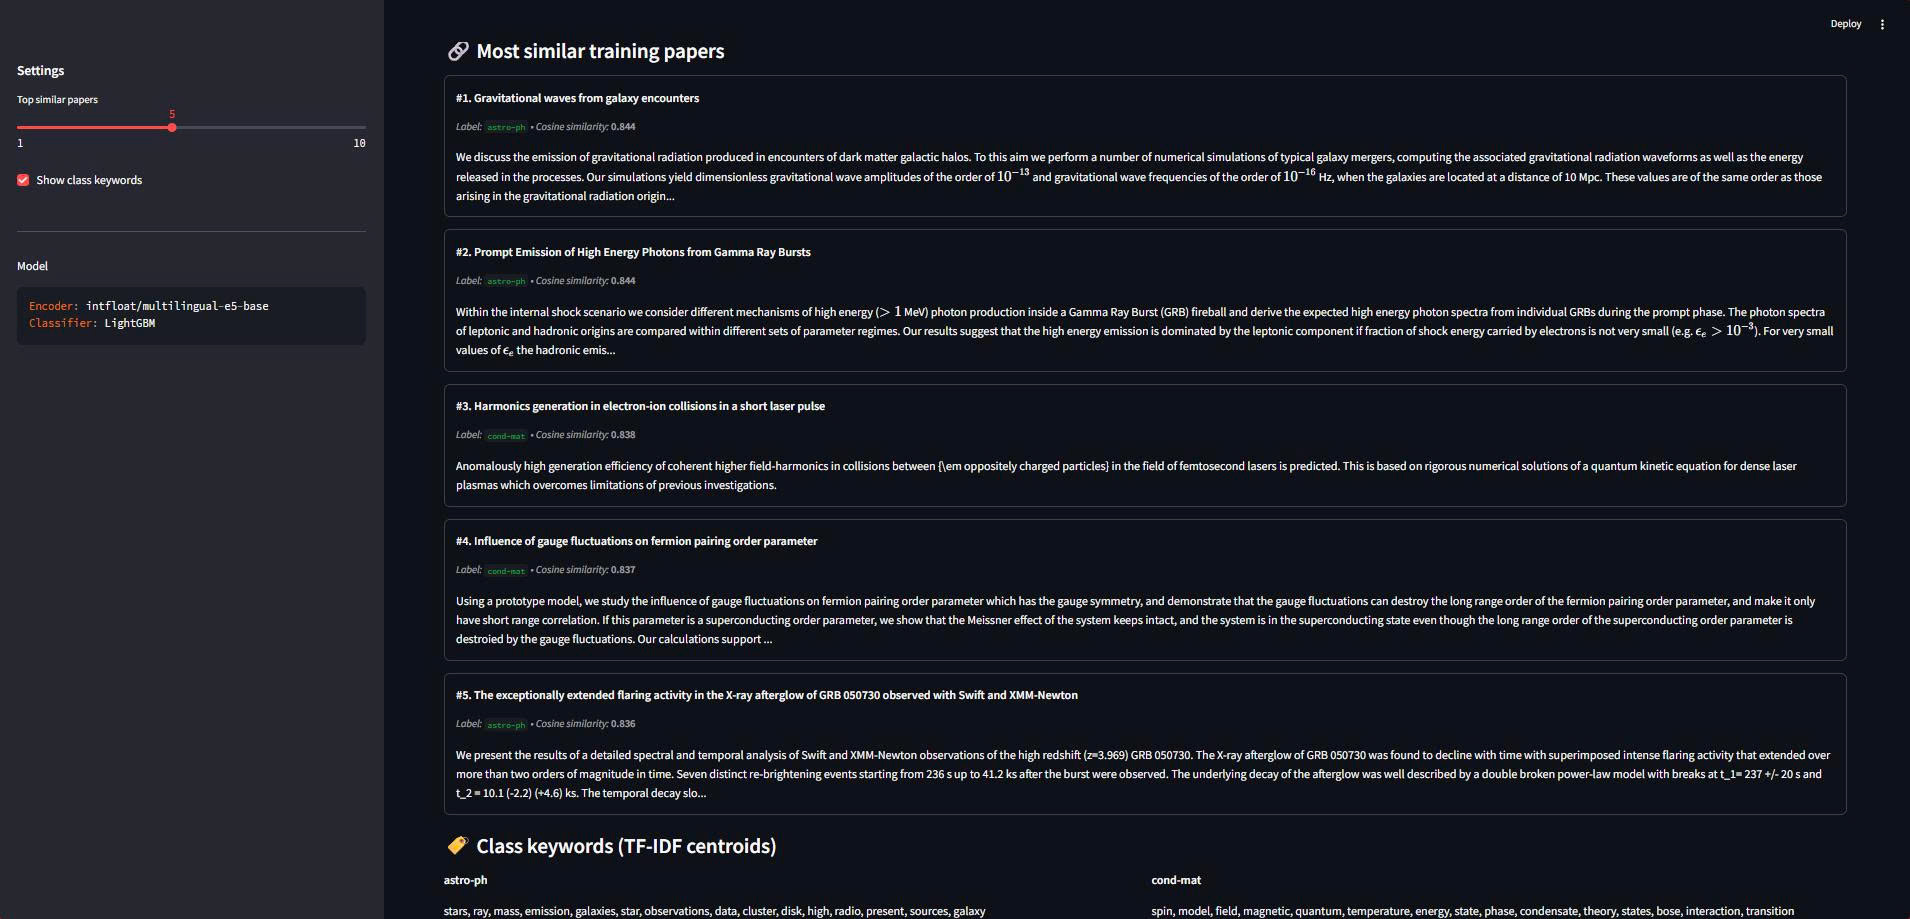 Deploy
Settings
Top similar papers
5
1
10
Show class keywords
Model
Encoder: intfloat/multilingual-e5-base
Classifier: LightGBM
Most similar training papers
#1. Gravitational waves from galaxy encounters
Label: astro-ph • Cosine similarity: 0.844
We discuss the emission of gravitational radiation produced in encounters of dark matter galactic halos. To this aim we perform a number of numerical simulations of typical galaxy mergers, computing the associated gravitational radiation waveforms as well as the energy
released in the processes. Our simulations yield dimensionless gravitational wave amplitudes of the order of 10⁻¹³ and gravitational wave frequencies of the order of 10⁻¹⁶ Hz, when the galaxies are located at a distance of 10 Mpc. These values are of the same order as those
arising in the gravitational radiation origin...
#2. Prompt Emission of High Energy Photons from Gamma Ray Bursts
Label: astro-ph • Cosine similarity: 0.844
Within the internal shock scenario we consider different mechanisms of high energy (> 1 MeV) photon production inside a Gamma Ray Burst (GRB) fireball and derive the expected high energy photon spectra from individual GRBs during the prompt phase. The photon spectra
of leptonic and hadronic origins are compared within different sets of parameter regimes. Our results suggest that the high energy emission is dominated by the leptonic component if fraction of shock energy carried by electrons is not very small (e.g. ϵₑ > 10⁻³). For very small
values of ϵₑ the hadronic emis...
#3. Harmonics generation in electron-ion collisions in a short laser pulse
Label: cond-mat • Cosine similarity: 0.838
Anomalously high generation efficiency of coherent higher field-harmonics in collisions between {\em oppositely charged particles} in the field of femtosecond lasers is predicted. This is based on rigorous numerical solutions of a quantum kinetic equation for dense laser
plasmas which overcomes limitations of previous investigations.
#4. Influence of gauge fluctuations on fermion pairing order parameter
Label: cond-mat • Cosine similarity: 0.837
Using a prototype model, we study the influence of gauge fluctuations on fermion pairing order parameter which has the gauge symmetry, and demonstrate that the gauge fluctuations can destroy the long range order of the fermion pairing order parameter, and make it only
have short range correlation. If this parameter is a superconducting order parameter, we show that the Meissner effect of the system keeps intact, and the system is in the superconducting state even though the long range order of the superconducting order parameter is
destroied by the gauge fluctuations. Our calculations support ...
#5. The exceptionally extended flaring activity in the X-ray afterglow of GRB 050730 observed with Swift and XMM-Newton
Label: astro-ph • Cosine similarity: 0.836
We present the results of a detailed spectral and temporal analysis of Swift and XMM-Newton observations of the high redshift (z=3.969) GRB 050730. The X-ray afterglow of GRB 050730 was found to decline with time with superimposed intense flaring activity that extended over
more than two orders of magnitude in time. Seven distinct re-brightening events starting from 236 s up to 41.2 ks after the burst were observed. The underlying decay of the afterglow was well described by a double broken power-law model with breaks at t_1= 237 +/- 20 s and
t_2 = 10.1 (-2.2) (+4.6) ks. The temporal decay slo...
Class keywords (TF-IDF centroids)
astro-ph
stars, ray, mass, emission, galaxies, star, observations, data, cluster, disk, high, radio, present, sources, galaxy
cond-mat
spin, model, field, magnetic, quantum, temperature, energy, state, phase, condensate, theory, states, bose, interaction, transition